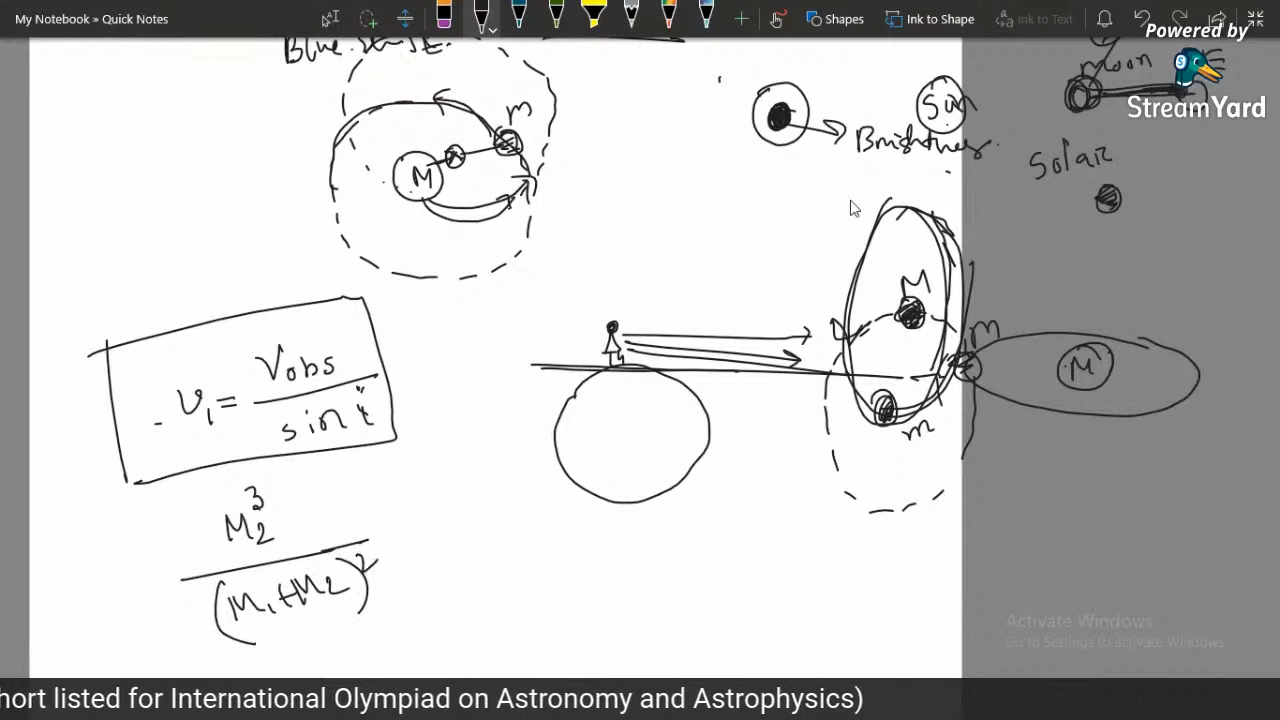 My Notebook » Quick Notes
Shapes
Ink to Shape
Ink to Text
Powered by
StreamYard
moon
Sun
Brightness.
Solar
m
M
M
m
M
m
v₁ = Vobs / sin i
M₂³ / (M₁+M₂)²
Activate Windows
Go to Settings to activate Windows.
hort listed for International Olympiad on Astronomy and Astrophysics)